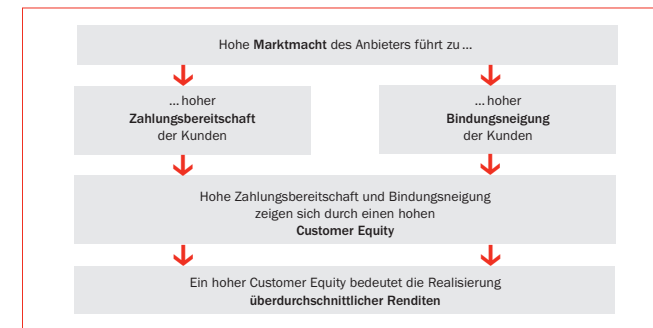 Hohe Marktmacht des Anbieters führt zu ...
... hoher
Zahlungsbereitschaft
der Kunden
... hoher
Bindungsneigung
der Kunden
Hohe Zahlungsbereitschaft und Bindungsneigung
zeigen sich durch einen hohen
Customer Equity
Ein hoher Customer Equity bedeutet die Realisierung
überdurchschnittlicher Renditen